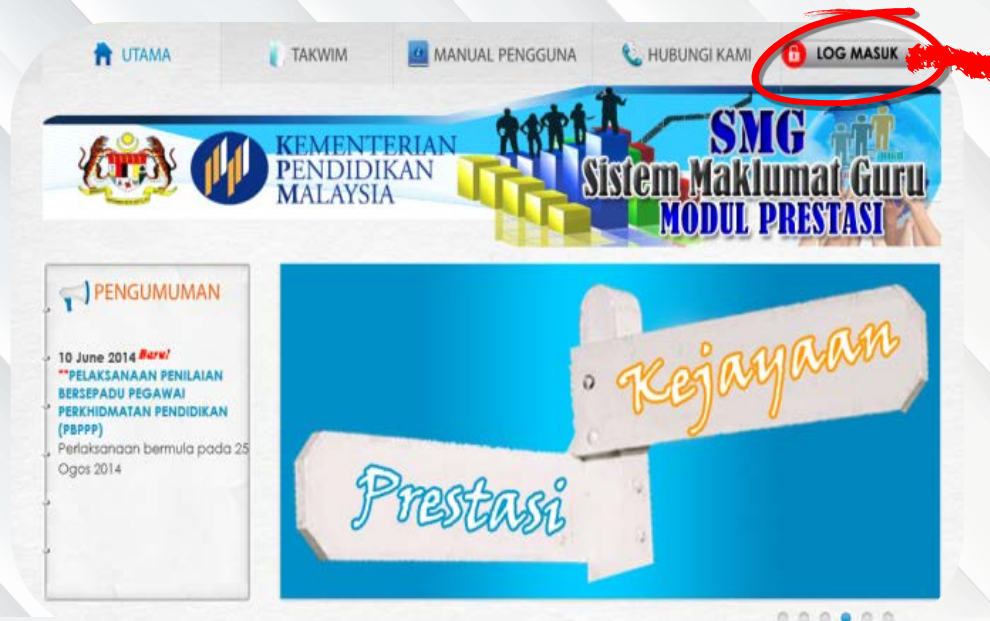 UTAMA
TAKWIM
MANUAL PENGGUNA
HUBUNGI KAMI
LOG MASUK
KEMENTERIAN
PENDIDIKAN
MALAYSIA
SMG
Sistem Maklumat Guru
MODUL PRESTASI
PENGUMUMAN
10 June 2014 Baru!
**PELAKSANAAN PENILAIAN
BERSEPADU PEGAWAI
PERKHIDMATAN PENDIDIKAN
(PBPPP)
Perlaksanaan bermula pada 25
Ogos 2014
Kejayaan
Prestasi